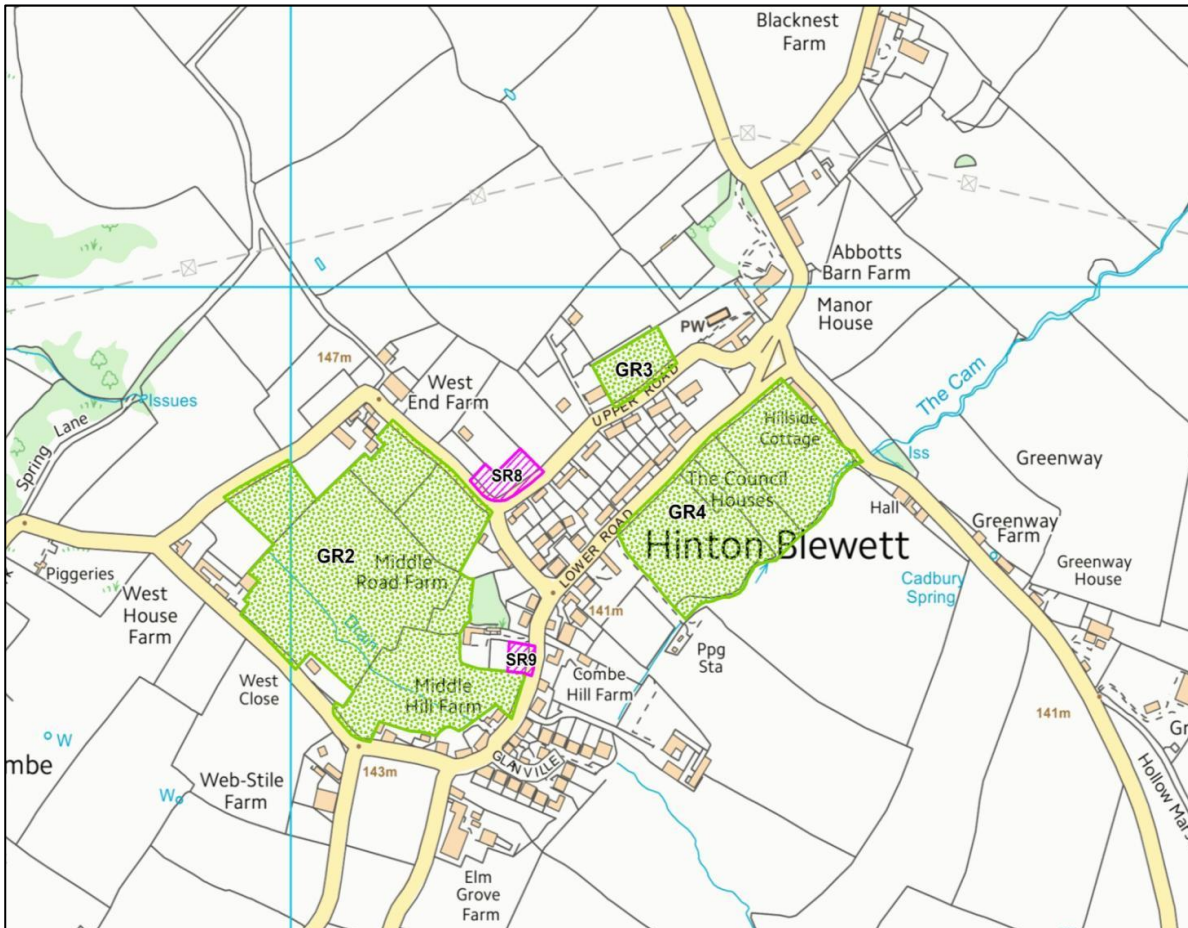 Blacknest
Farm
Abbotts
Barn Farm
Manor
House
PW
GR3
UPPER ROAD
147m
West
End Farm
Issues
Spring Lane
The Cam
Hillside
Cottage
Iss
Greenway
SR8
The Council
Houses
GR4
LOWER ROAD
Hinton Blewett
Hall
Greenway
Farm
Greenway
House
Cadbury
Spring
GR2
Middle
Road Farm
Piggeries
West
House
Farm
Drain
141m
Ppg
Sta
SR9
Combe
Hill Farm
West
Close
Middle
Hill Farm
141m
Gr
Hollow Mars
W
mbe
143m
GLANVILLE
Web-Stile
Farm
W
Elm
Grove
Farm